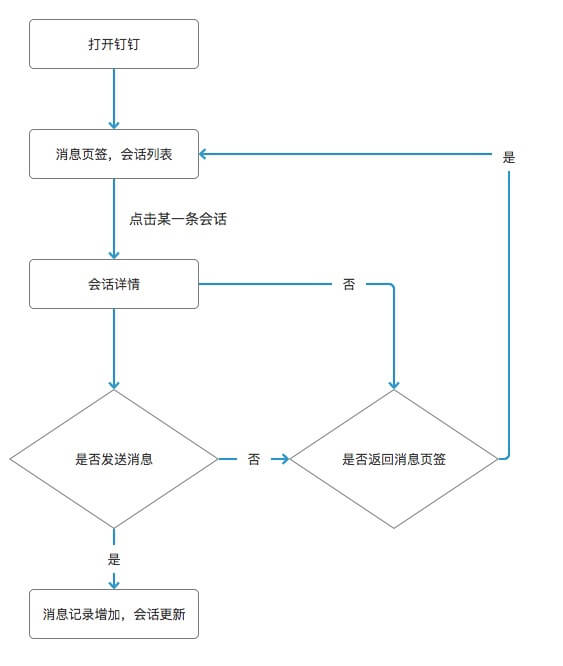 打开钉钉
消息页签，会话列表
是
点击某一条会话
会话详情
否
是否发送消息
否
是否返回消息页签
是
消息记录增加，会话更新